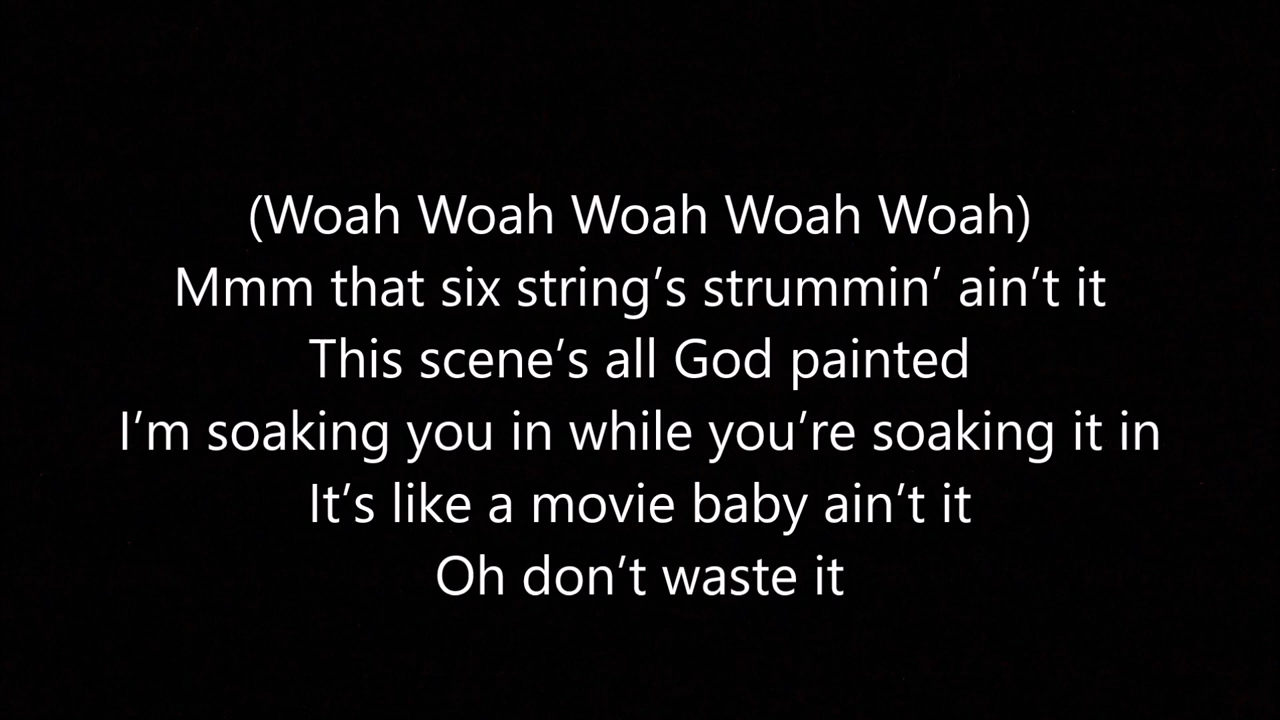 (Woah Woah Woah Woah Woah)
Mmm that six string’s strummin’ ain’t it
This scene’s all God painted
I’m soaking you in while you’re soaking it in
It’s like a movie baby ain’t it
Oh don’t waste it